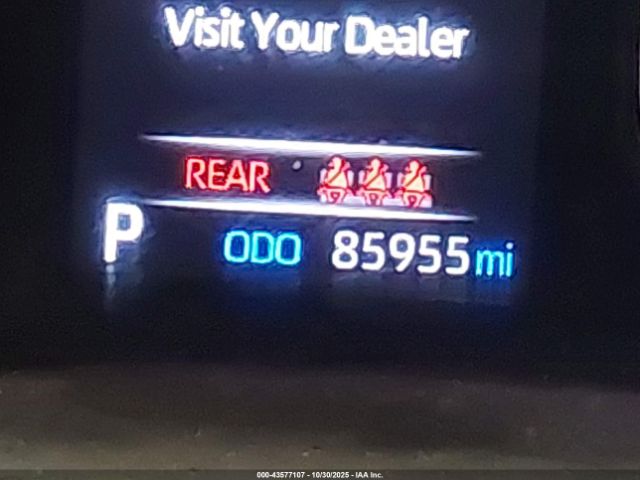 Visit Your Dealer
REAR
P ODO 85955 mi
000-43577107 - 10/30/2025 - IAA Inc.